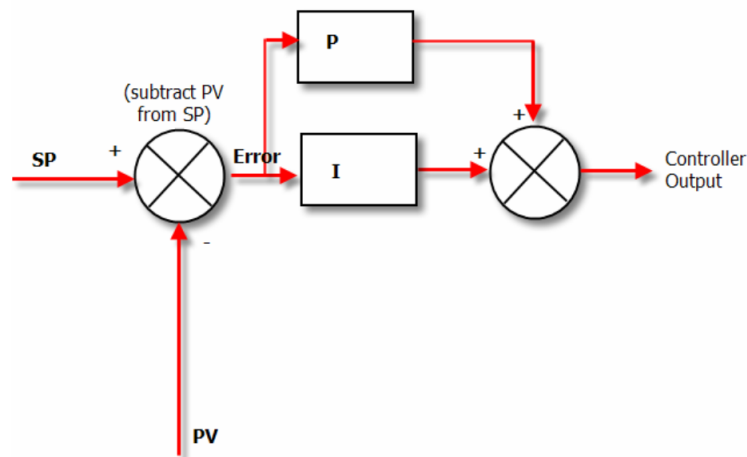 P
(subtract PV
from SP)
+
SP
+
Error
+
I
Controller
Output
-
PV